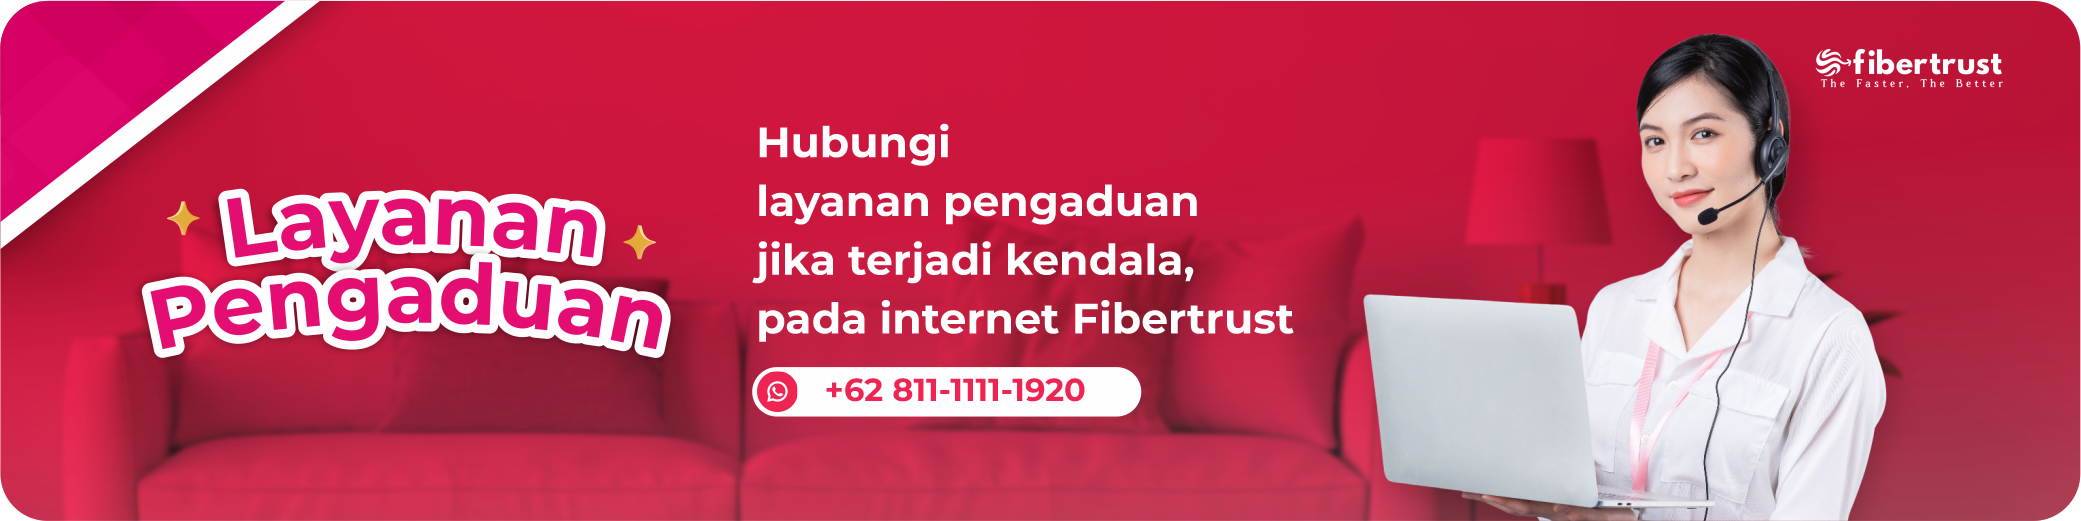 fibertrust
The Faster, The Better
Layanan
Pengaduan
Hubungi
layanan pengaduan
jika terjadi kendala,
pada internet Fibertrust
+62 811-1111-1920